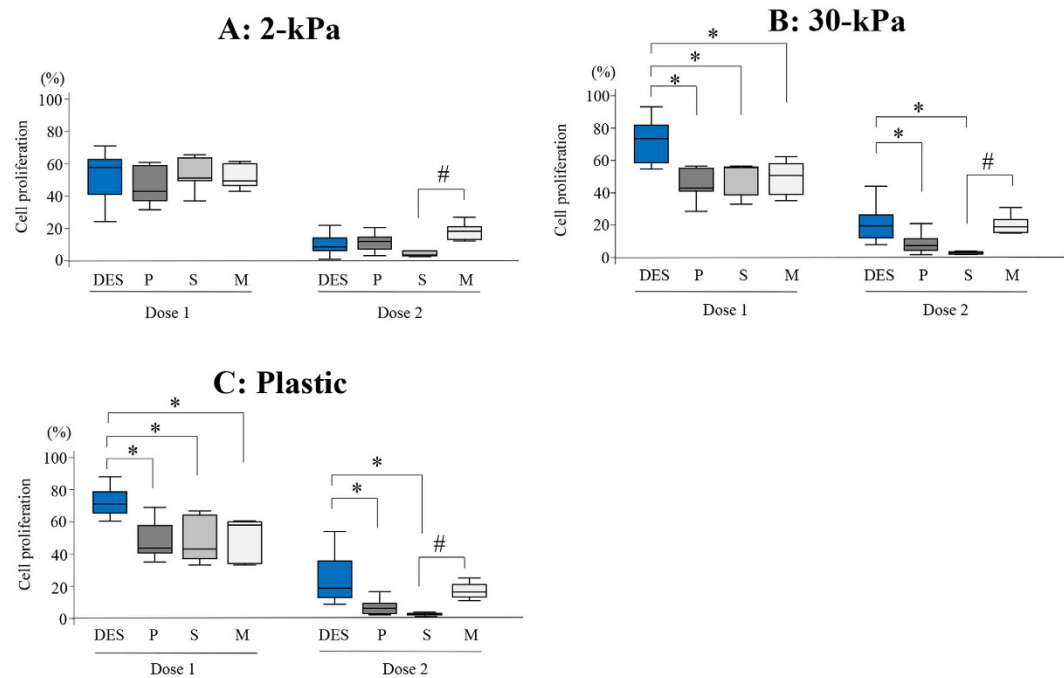 A: 2-kPa
(%)
100
80
60
40
20
0
Cell proliferation
#
DES P S M DES P S M
Dose 1 Dose 2
B: 30-kPa
(%)
100
80
60
40
20
0
Cell proliferation
*
*
*
*
*
#
DES P S M DES P S M
Dose 1 Dose 2
C: Plastic
(%)
100
80
60
40
20
0
Cell proliferation
*
*
*
*
*
#
DES P S M DES P S M
Dose 1 Dose 2